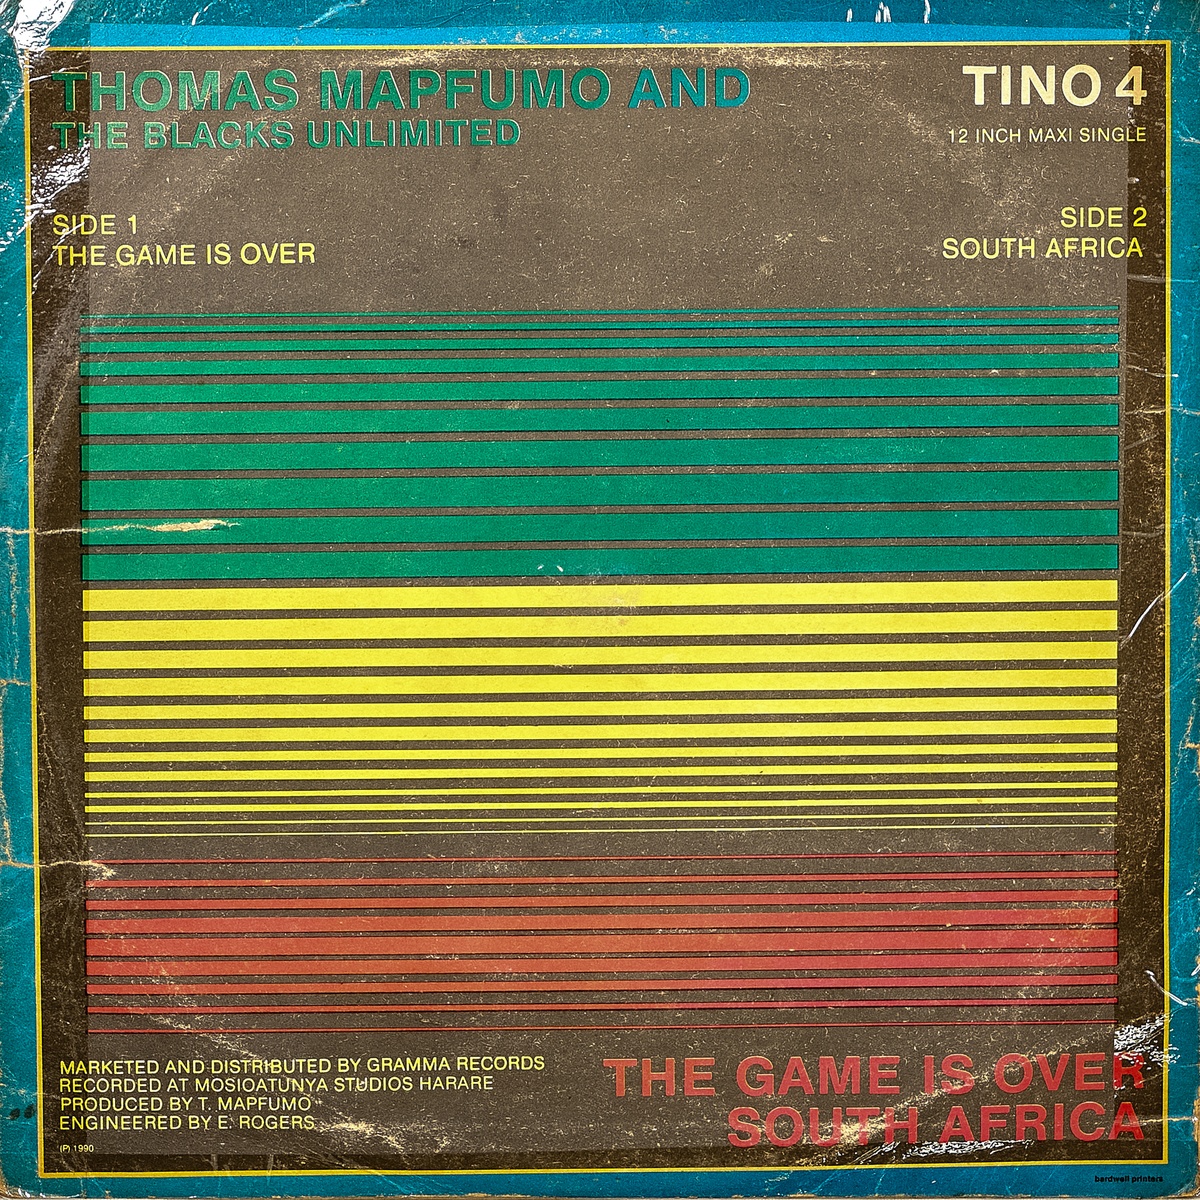 THOMAS MAPFUMO AND
THE BLACKS UNLIMITED
TINO 4
12 INCH MAXI SINGLE
SIDE 1
THE GAME IS OVER
SIDE 2
SOUTH AFRICA
MARKETED AND DISTRIBUTED BY GRAMMA RECORDS
RECORDED AT MOSIOATUNYA STUDIOS HARARE
PRODUCED BY T. MAPFUMO
ENGINEERED BY E. ROGERS
(P) 1990
THE GAME IS OVER
SOUTH AFRICA
bardwell printers